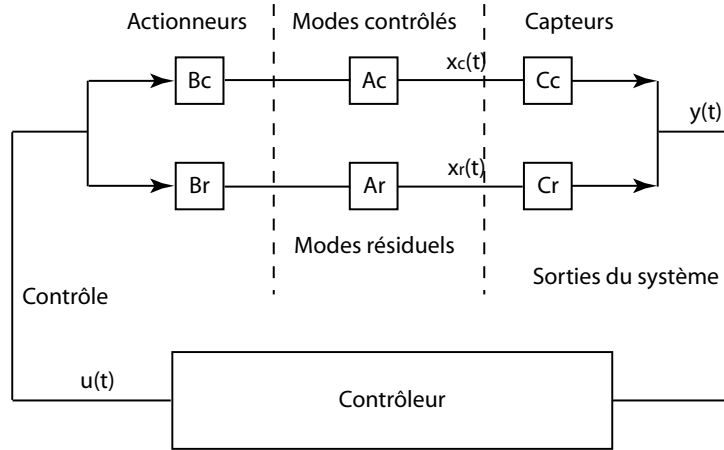 Actionneurs
Modes contrôlés
Capteurs
Bc
Ac
xc(t)
Cc
y(t)
Br
Ar
xr(t)
Cr
Modes résiduels
Sorties du système
Contrôle
u(t)
Contrôleur